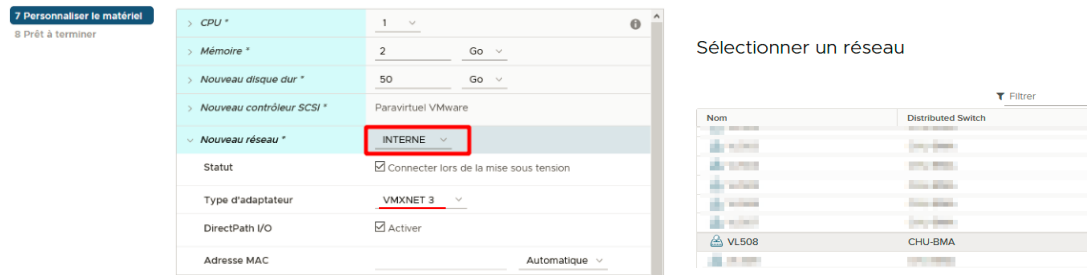 7 Personnaliser le matériel
8 Prêt à terminer
CPU * 1
Mémoire * 2 Go
Nouveau disque dur * 50 Go
Nouveau contrôleur SCSI * Paravirtuel VMware
Nouveau réseau * INTERNE
Statut Connecter lors de la mise sous tension
Type d'adaptateur VMXNET 3
DirectPath I/O Activer
Adresse MAC Automatique
Sélectionner un réseau
Filtrer
Nom Distributed Switch
VL508 CHU-BMA